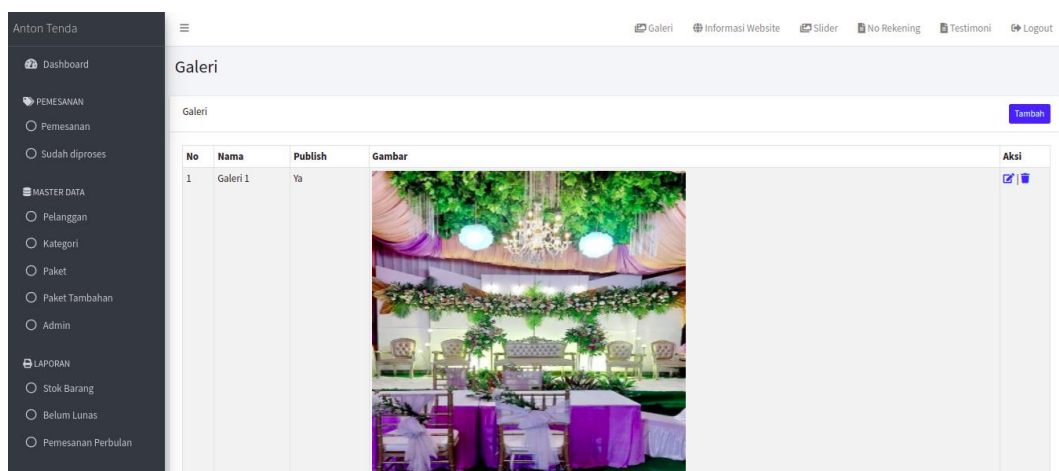 Anton Tenda
Galeri Informasi Website Slider No Rekening Testimoni Logout
Dashboard
PEMESANAN
Pemesanan
Sudah diproses
MASTER DATA
Pelanggan
Kategori
Paket
Paket Tambahan
Admin
LAPORAN
Stok Barang
Belum Lunas
Pemesanan Perbulan
Galeri
Galeri Tambah
No Nama Publish Gambar Aksi
1 Galeri 1 Ya |